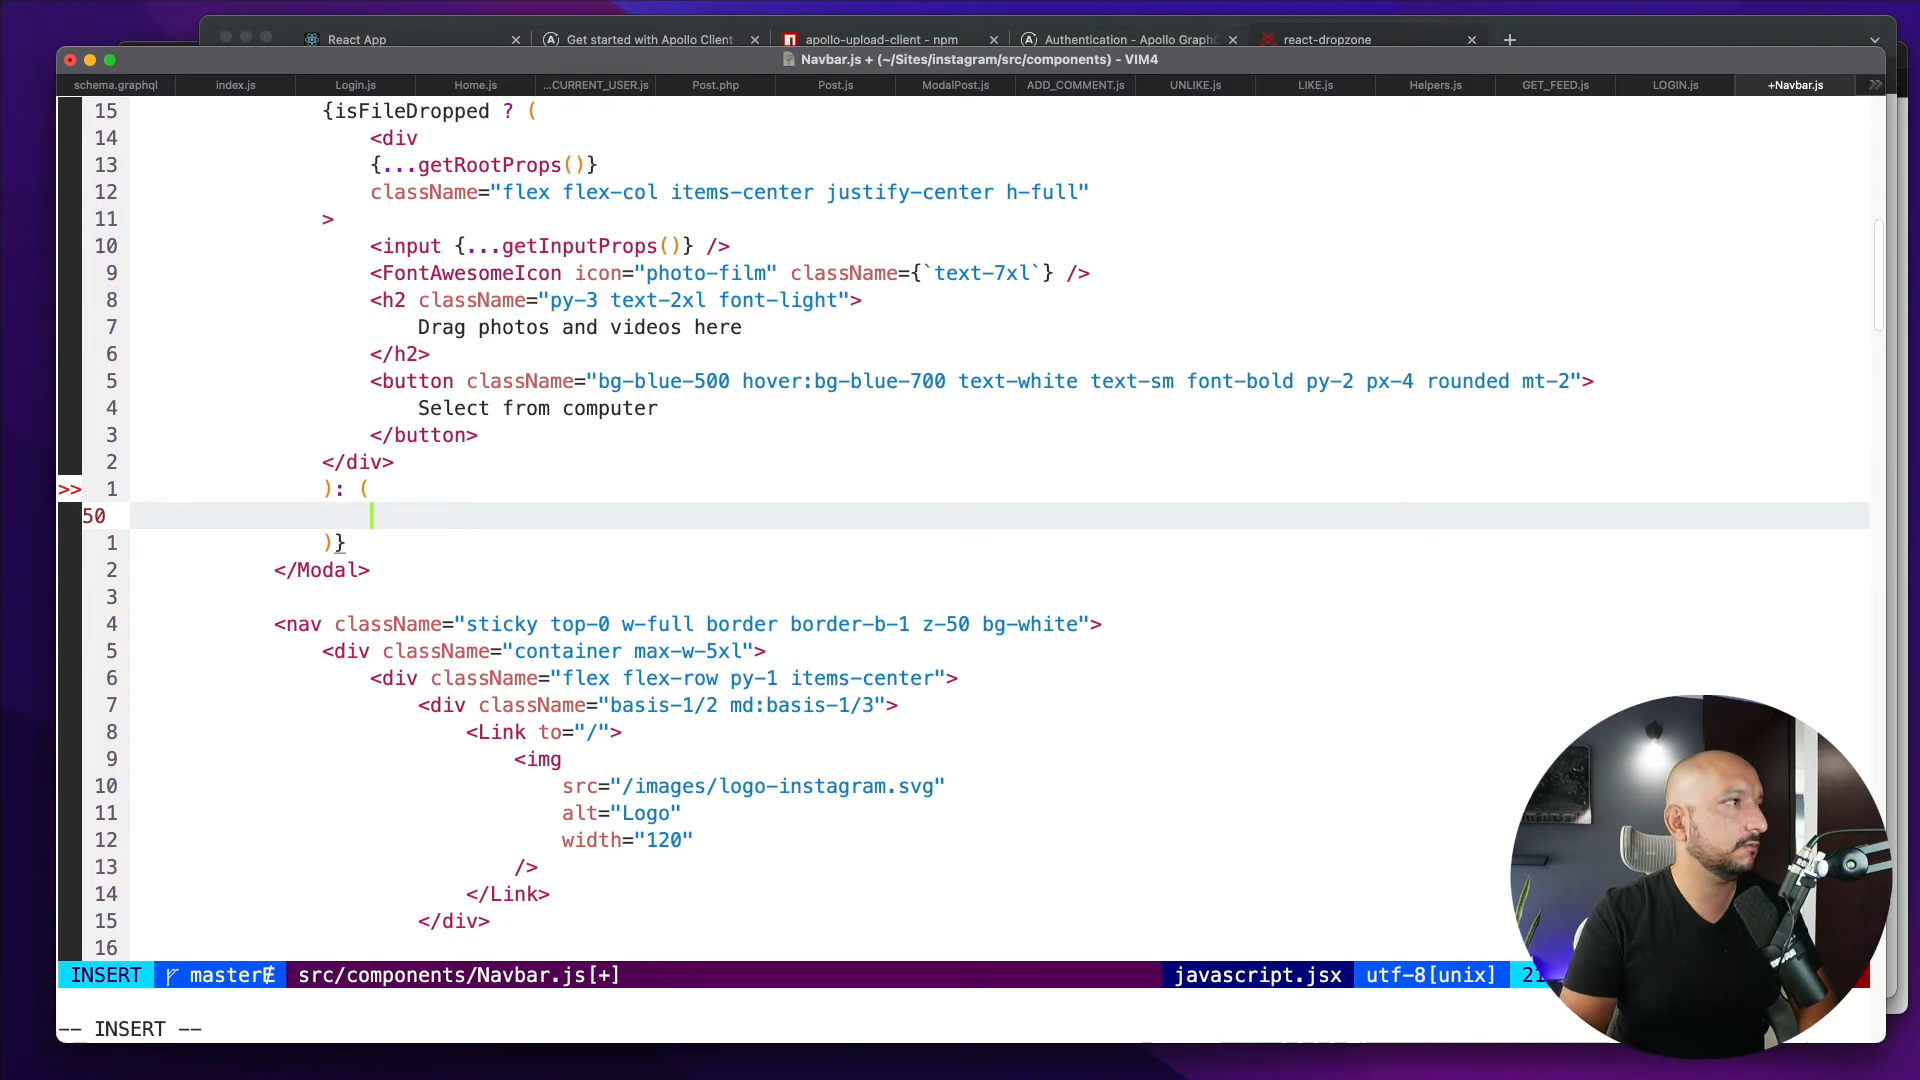 React App
Get started with Apollo Client
apollo-upload-client - npm
Authentication - Apollo GraphC
react-dropzone
Navbar.js + (~/Sites/instagram/src/components) - VIM4
schema.graphql
index.js
Login.js
Home.js
...CURRENT_USER.js
Post.php
Post.js
ModalPost.js
ADD_COMMENT.js
UNLIKE.js
LIKE.js
Helpers.js
GET_FEED.js
LOGIN.js
+Navbar.js
15 {isFileDropped ? (
14 <div
13 {...getRootProps()}
12 className="flex flex-col items-center justify-center h-full"
11 >
10 <input {...getInputProps()} />
9 <FontAwesomeIcon icon="photo-film" className={`text-7xl`} />
8 <h2 className="py-3 text-2xl font-light">
7 Drag photos and videos here
6 </h2>
5 <button className="bg-blue-500 hover:bg-blue-700 text-white text-sm font-bold py-2 px-4 rounded mt-2">
4 Select from computer
3 </button>
2 </div>
>> 1 ): (
50
1 )}
2 </Modal>
3
4 <nav className="sticky top-0 w-full border border-b-1 z-50 bg-white">
5 <div className="container max-w-5xl">
6 <div className="flex flex-row py-1 items-center">
7 <div className="basis-1/2 md:basis-1/3">
8 <Link to="/">
9 <img
10 src="/images/logo-instagram.svg"
11 alt="Logo"
12 width="120"
13 />
14 </Link>
15 </div>
16
INSERT master src/components/Navbar.js[+] javascript.jsx utf-8[unix]
-- INSERT --